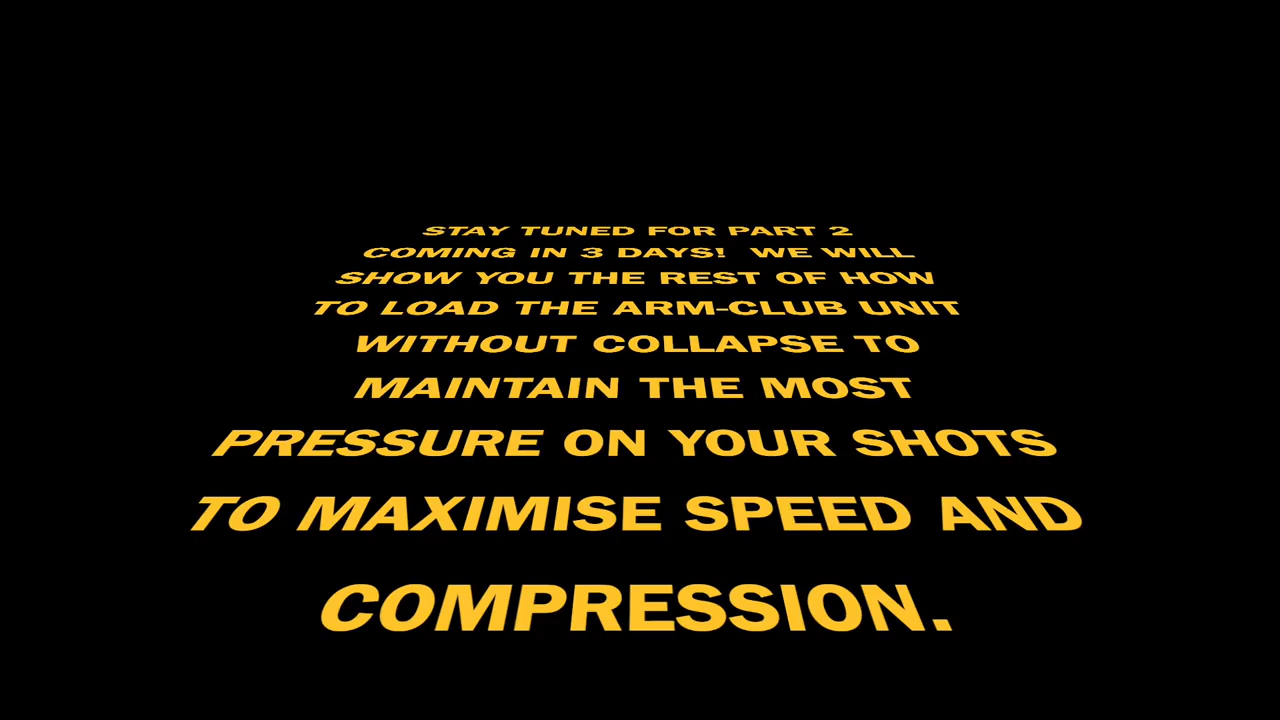 STAY TUNED FOR PART 2
COMING IN 3 DAYS!  WE WILL
SHOW YOU THE REST OF HOW
TO LOAD THE ARM-CLUB UNIT
WITHOUT COLLAPSE TO
MAINTAIN THE MOST
PRESSURE ON YOUR SHOTS
TO MAXIMISE SPEED AND
COMPRESSION.